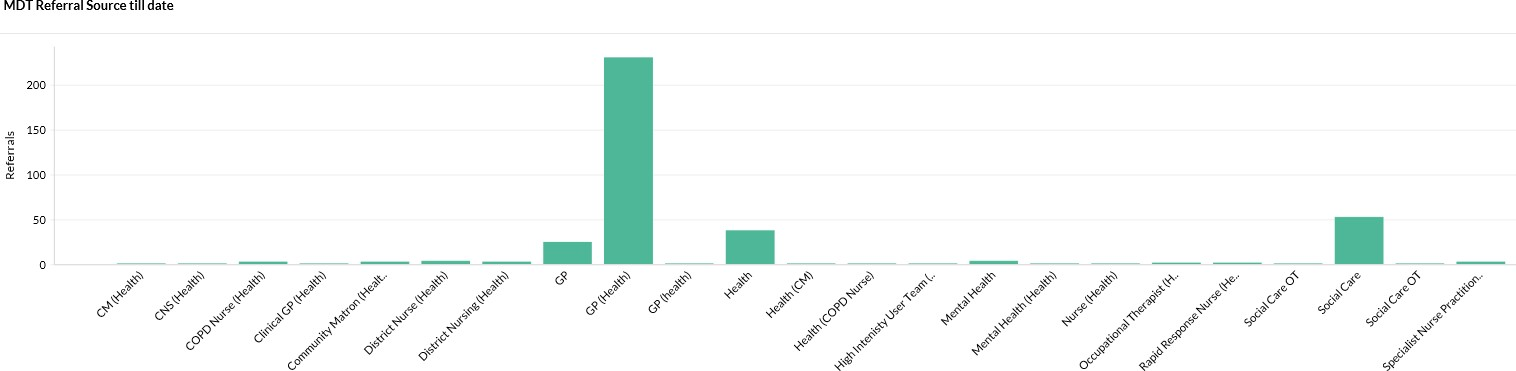 MDT Referral Source till date
Referrals
200
150
100
50
0
CM (Health)
CNS (Health)
COPD Nurse (Health)
Clinical GP (Health)
Community Matron (Healt..
District Nurse (Health)
District Nursing (Health)
GP
GP (Health)
GP (health)
Health
Health (CM)
Health (COPD Nurse)
High Intenisty User Team (..
Mental Health
Mental Health (Health)
Nurse (Health)
Occupational Therapist (H..
Rapid Response Nurse (He..
Social Care OT
Social Care
Social Care OT
Specialist Nurse Practition..